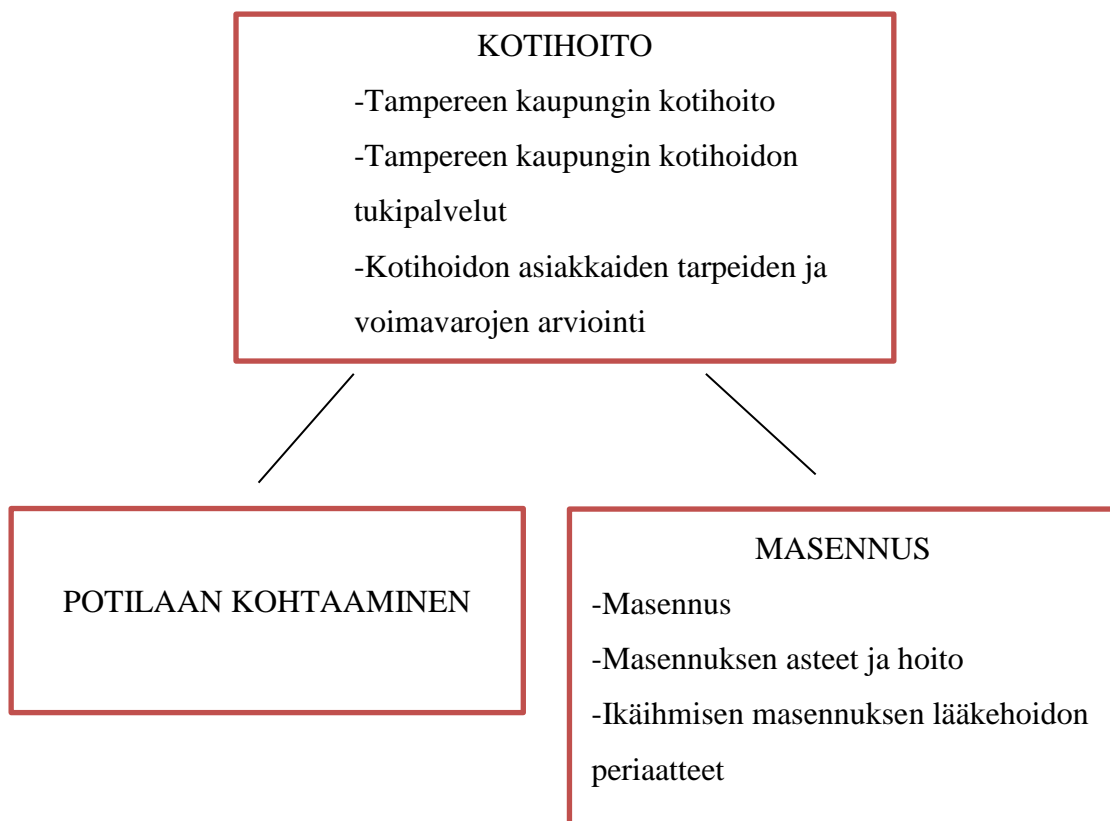 KOTIHOITO
-Tampereen kaupungin kotihoito
-Tampereen kaupungin kotihoidon
tukipalvelut
-Kotihoidon asiakkaiden tarpeiden ja
voimavarojen arviointi
POTILAAN KOHTAAMINEN
MASENNUS
-Masennus
-Masennuksen asteet ja hoito
-Ikäihmisen masennuksen lääkehoidon
periaatteet